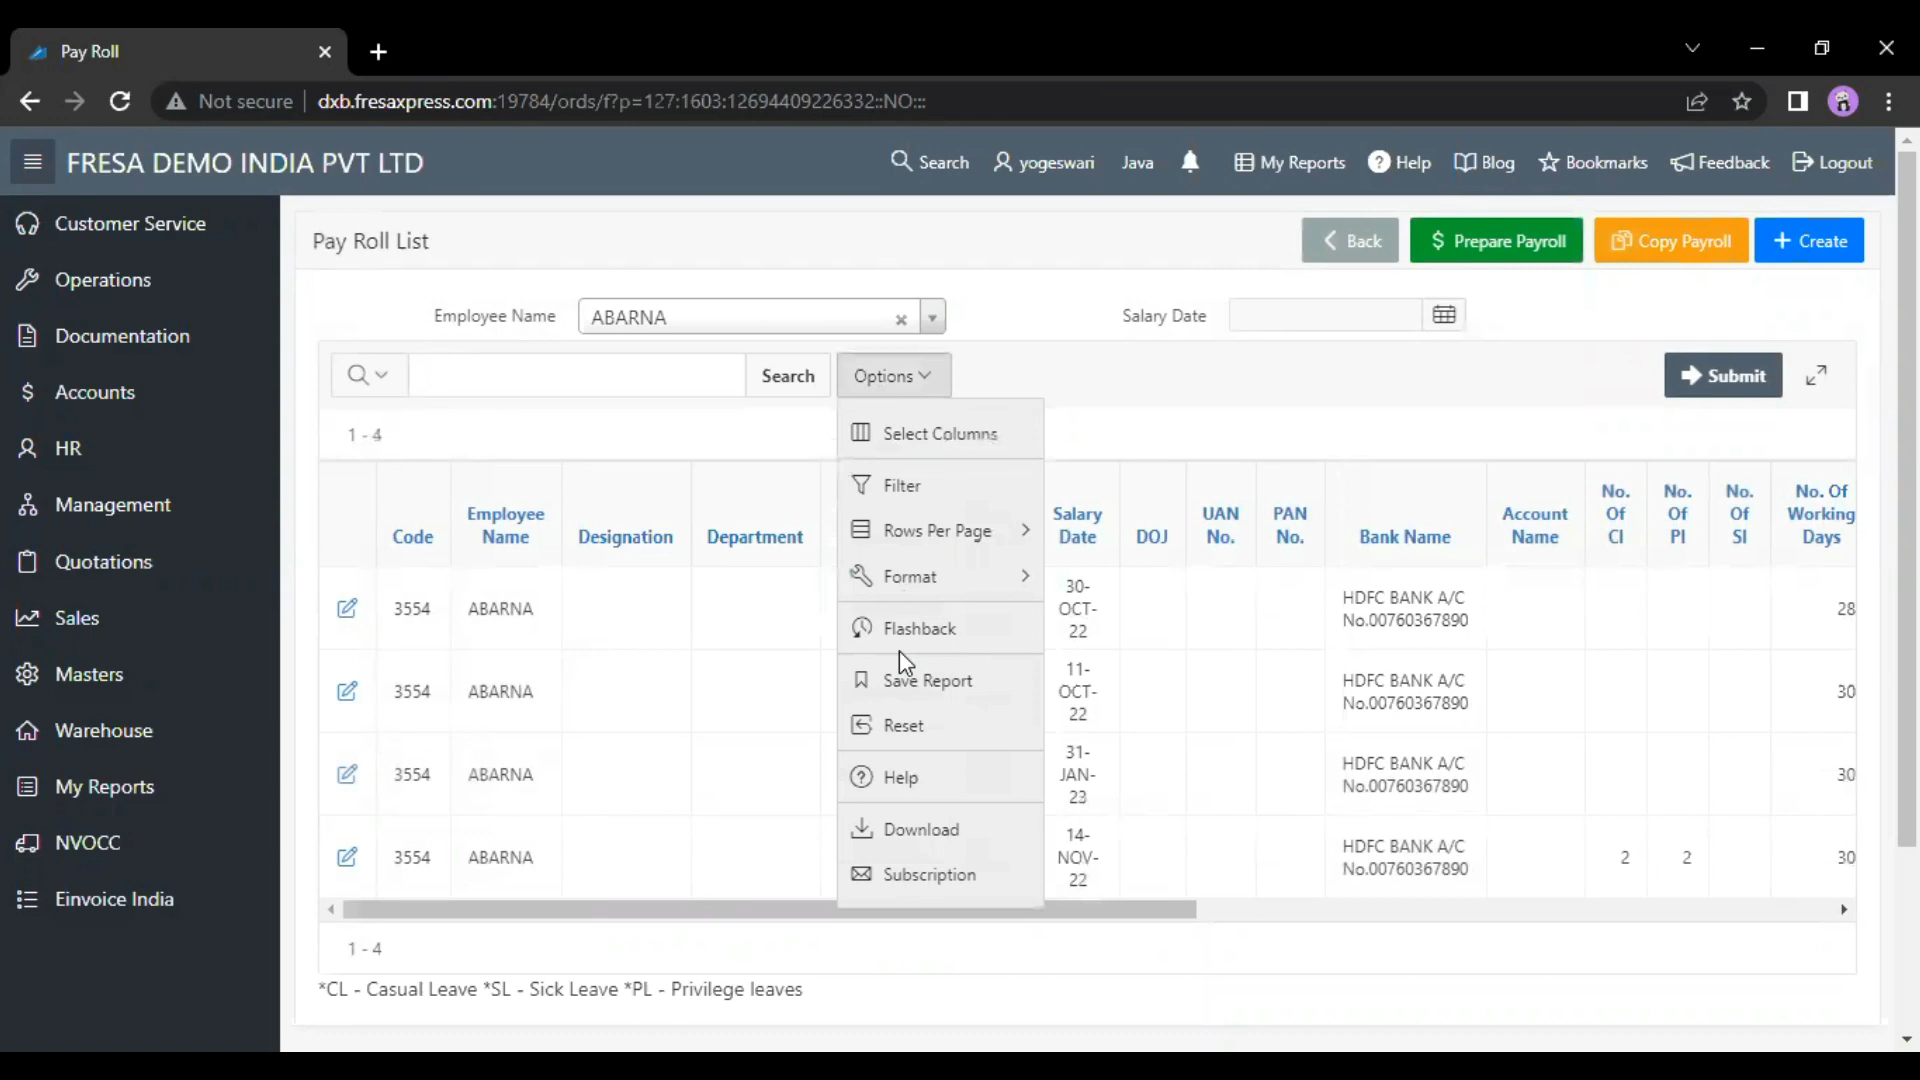 Pay Roll
Not secure dxb.fresaxpress.com:19784/ords/f?p=127:1603:12694409226332::NO:::
FRESA DEMO INDIA PVT LTD
Search yogeswari Java My Reports Help Blog Bookmarks Feedback Logout
Customer Service
Operations
Documentation
Accounts
HR
Management
Quotations
Sales
Masters
Warehouse
My Reports
NVOCC
Einvoice India
Pay Roll List
Back Prepare Payroll Copy Payroll Create
Employee Name ABARNA Salary Date
Search Options Submit
1 - 4
Select Columns
Filter
Rows Per Page
Format
Flashback
Save Report
Reset
Help
Download
Subscription
Code Employee Name Designation Department Salary Date DOJ UAN No. PAN No. Bank Name Account Name No. Of Cl No. Of Pl No. Of Sl No. Of Working Days
3554 ABARNA 30-OCT-22 HDFC BANK A/C No.00760367890 28
3554 ABARNA 11-OCT-22 HDFC BANK A/C No.00760367890 30
3554 ABARNA 31-JAN-23 HDFC BANK A/C No.00760367890 30
3554 ABARNA 14-NOV-22 HDFC BANK A/C No.00760367890 2 2 30
1 - 4
*CL - Casual Leave *SL - Sick Leave *PL - Privilege leaves